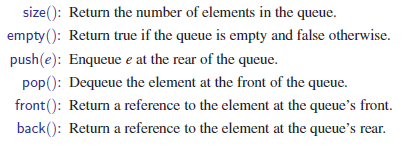 size(): Return the number of elements in the queue.
empty(): Return true if the queue is empty and false otherwise.
push(e): Enqueue e at the rear of the queue.
pop(): Dequeue the element at the front of the queue.
front(): Return a reference to the element at the queue's front.
back(): Return a reference to the element at the queue's rear.